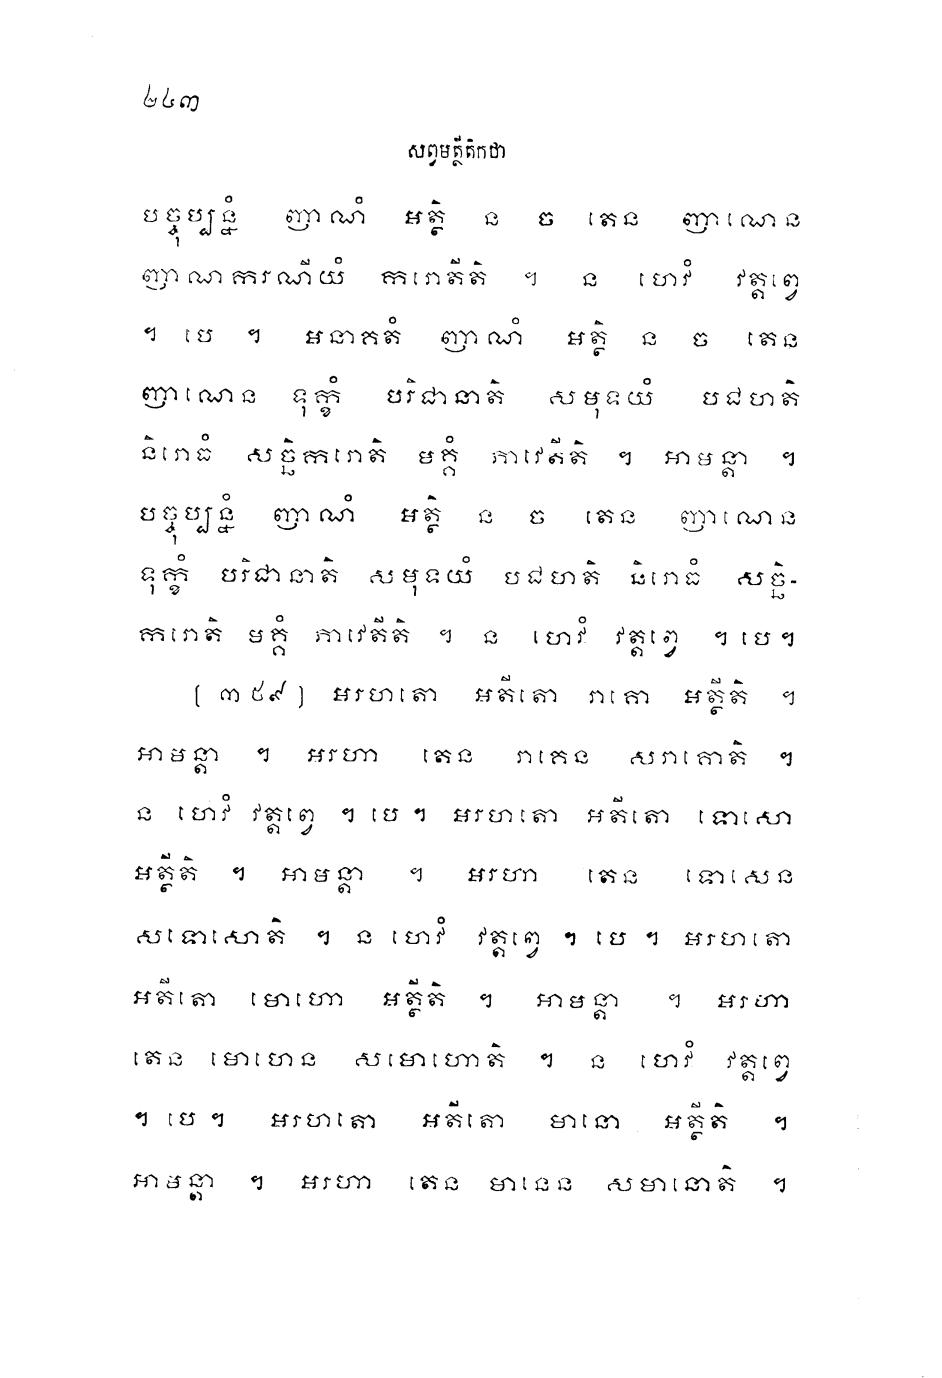 ២៤៣
សព្វមត្ថីតិកថា
បច្ចុប្បន្នំ ញាណំ អត្ថិ ន ច តេន ញាណេន
ញាណករណីយំ ករោតីតិ ។ ន ហេវំ វត្តព្វេ
។ បេ ។ អនាគតំ ញាណំ អត្ថិ ន ច តេន
ញាណេន ទុក្ខំ បរិជានាតិ សមុទយំ បជហតិ
និរោធំ សច្ឆិករោតិ មគ្គំ ភាវេតីតិ ។ អាមន្តា ។
បច្ចុប្បន្នំ ញាណំ អត្ថិ ន ច តេន ញាណេន
ទុក្ខំ បរិជានាតិ សមុទយំ បជហតិ និរោធំ សច្ឆិ-
ករោតិ មគ្គំ ភាវេតីតិ ។ ន ហេវំ វត្តព្វេ ។ បេ ។
[ ៣៥៩ ] អរហតោ អតីតោ រាគោ អត្ថីតិ ។
អាមន្តា ។ អរហា តេន រាគេន សរាគោតិ ។
ន ហេវំ វត្តព្វេ ។ បេ ។ អរហតោ អតីតោ ទោសោ
អត្ថីតិ ។ អាមន្តា ។ អរហា តេន ទោសេន
សទោសោតិ ។ ន ហេវំ វត្តព្វេ ។ បេ ។ អរហតោ
អតីតោ មោហោ អត្ថីតិ ។ អាមន្តា ។ អរហា
តេន មោហេន សមោហោតិ ។ ន ហេវំ វត្តព្វេ
។ បេ ។ អរហតោ អតីតោ មានោ អត្ថីតិ ។
អាមន្តា ។ អរហា តេន មានេន សមានោតិ ។